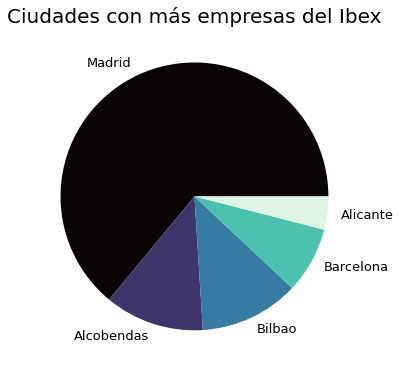 Ciudades con más empresas del Ibex
Madrid
Alicante
Barcelona
Bilbao
Alcobendas